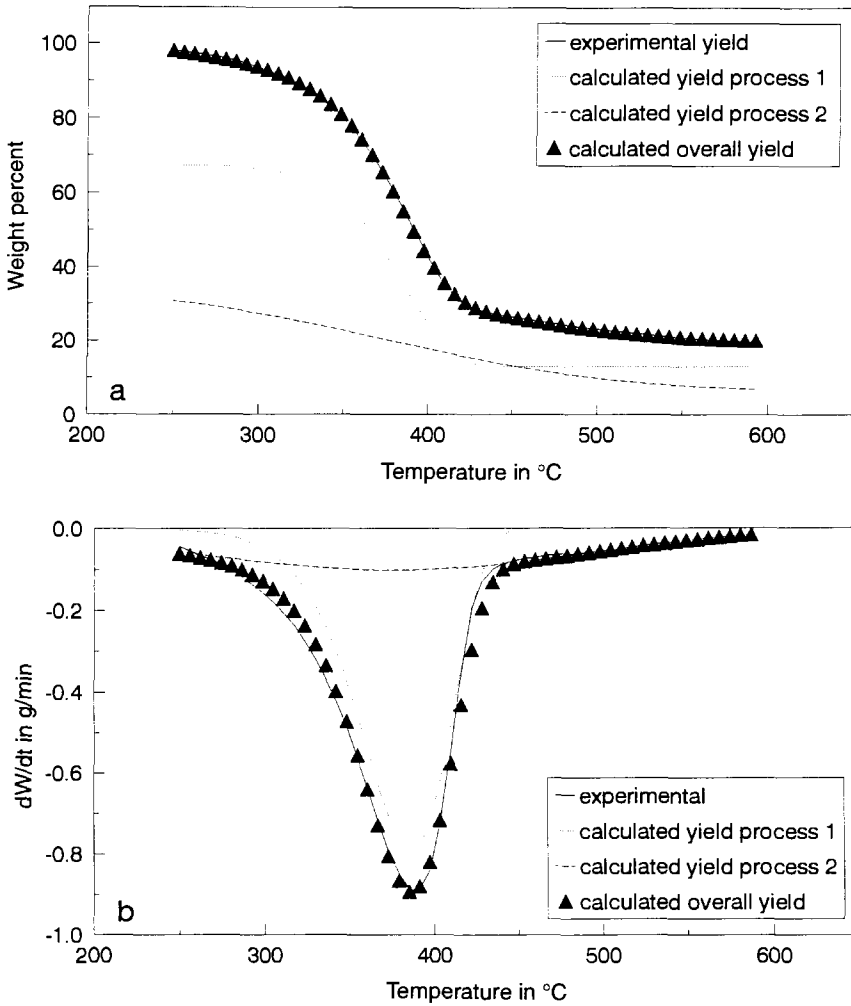 100
80
60
40
20
0
Weight percent
experimental yield
calculated yield process 1
calculated yield process 2
calculated overall yield
a
200
300
400
500
600
Temperature in °C
0.0
-0.2
-0.4
-0.6
-0.8
-1.0
dW/dt in g/min
experimental
calculated yield process 1
calculated yield process 2
calculated overall yield
b
200
300
400
500
600
Temperature in °C